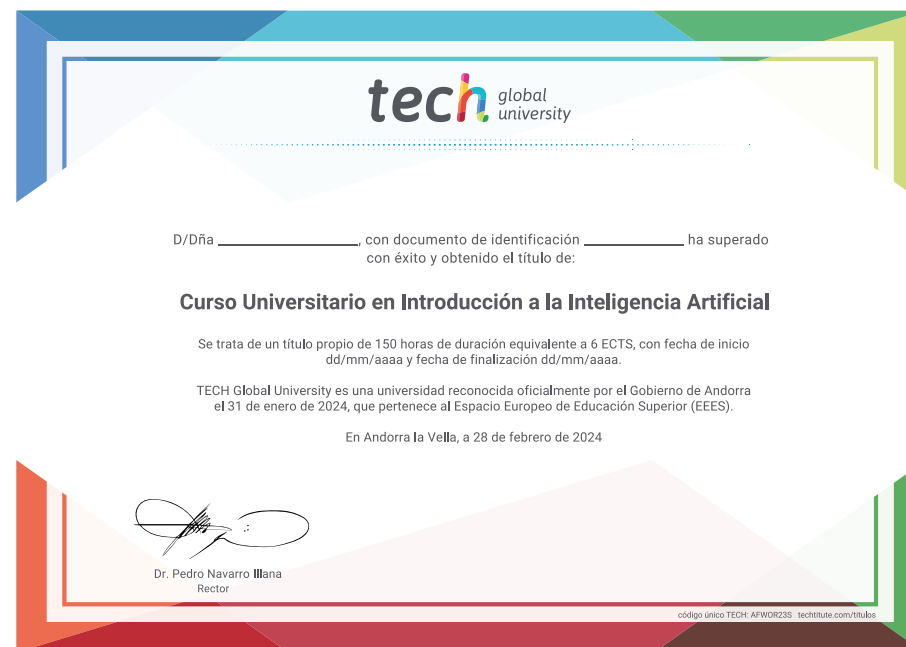 tech global university
D/Dña ____________________, con documento de identificación ______________ ha superado
con éxito y obtenido el título de:
Curso Universitario en Introducción a la Inteligencia Artificial
Se trata de un título propio de 150 horas de duración equivalente a 6 ECTS, con fecha de inicio
dd/mm/aaaa y fecha de finalización dd/mm/aaaa.
TECH Global University es una universidad reconocida oficialmente por el Gobierno de Andorra
el 31 de enero de 2024, que pertenece al Espacio Europeo de Educación Superior (EEES).
En Andorra la Vella, a 28 de febrero de 2024
Dr. Pedro Navarro Illana
Rector
código único TECH: AFWOR23S techtitute.com/titulos